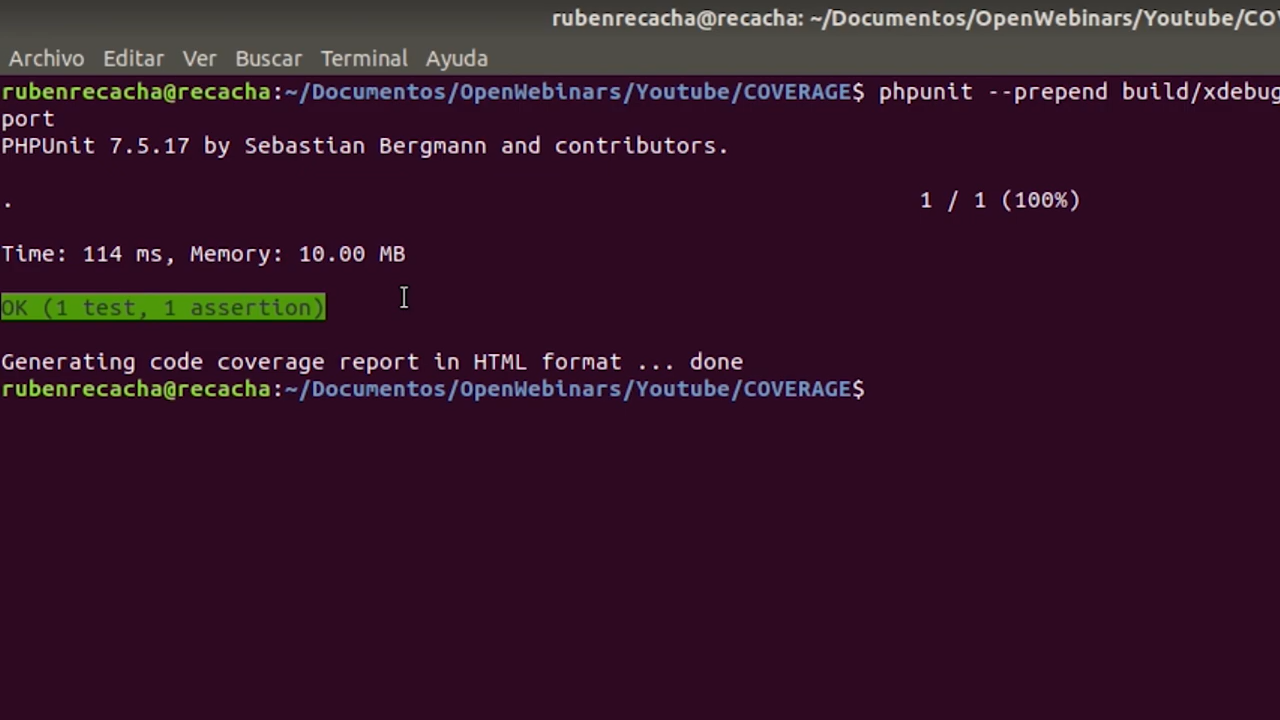 rubenrecacha@recacha: ~/Documentos/OpenWebinars/Youtube/CO
Archivo Editar Ver Buscar Terminal Ayuda
rubenrecacha@recacha:~/Documentos/OpenWebinars/Youtube/COVERAGE$ phpunit --prepend build/xdebug
port
PHPUnit 7.5.17 by Sebastian Bergmann and contributors.
. 1 / 1 (100%)
Time: 114 ms, Memory: 10.00 MB
OK (1 test, 1 assertion)
Generating code coverage report in HTML format ... done
rubenrecacha@recacha:~/Documentos/OpenWebinars/Youtube/COVERAGE$